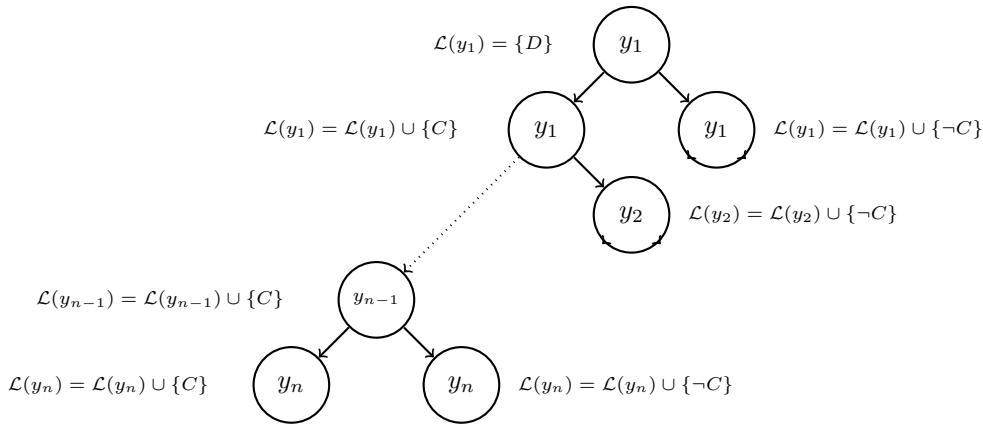 ℒ(y₁) = {D} y₁
ℒ(y₁) = ℒ(y₁) ∪ {C} y₁ y₁ ℒ(y₁) = ℒ(y₁) ∪ {¬C}
y₂ ℒ(y₂) = ℒ(y₂) ∪ {¬C}
ℒ(yₙ₋₁) = ℒ(yₙ₋₁) ∪ {C} yₙ₋₁
ℒ(yₙ) = ℒ(yₙ) ∪ {C} yₙ yₙ ℒ(yₙ) = ℒ(yₙ) ∪ {¬C}